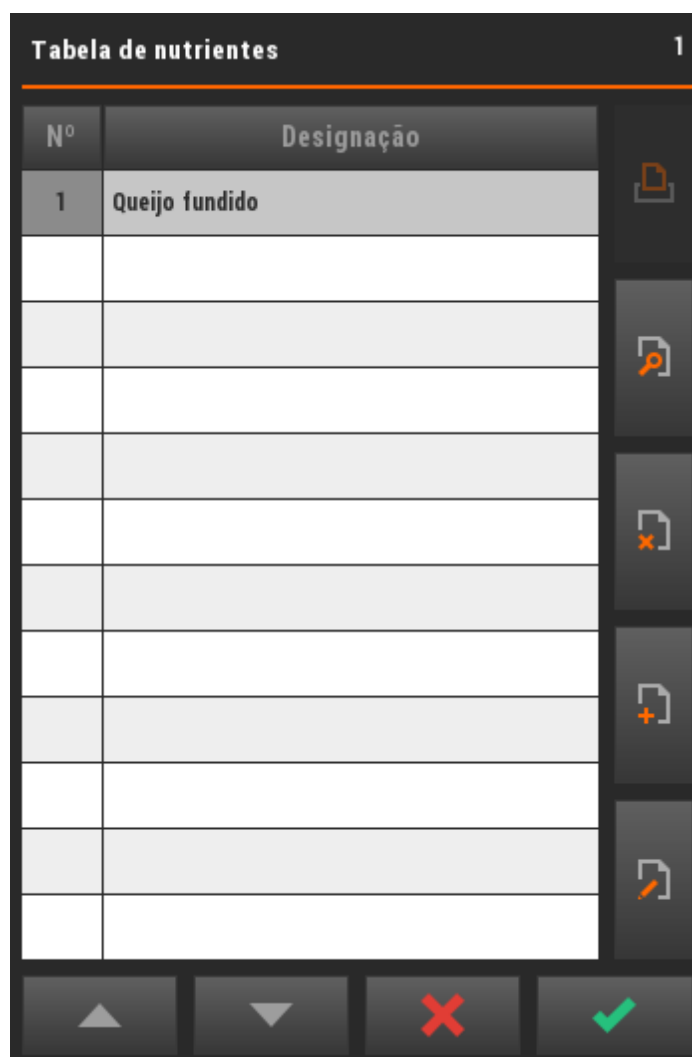 Tabela de nutrientes 1
Nº Designação
1 Queijo fundido